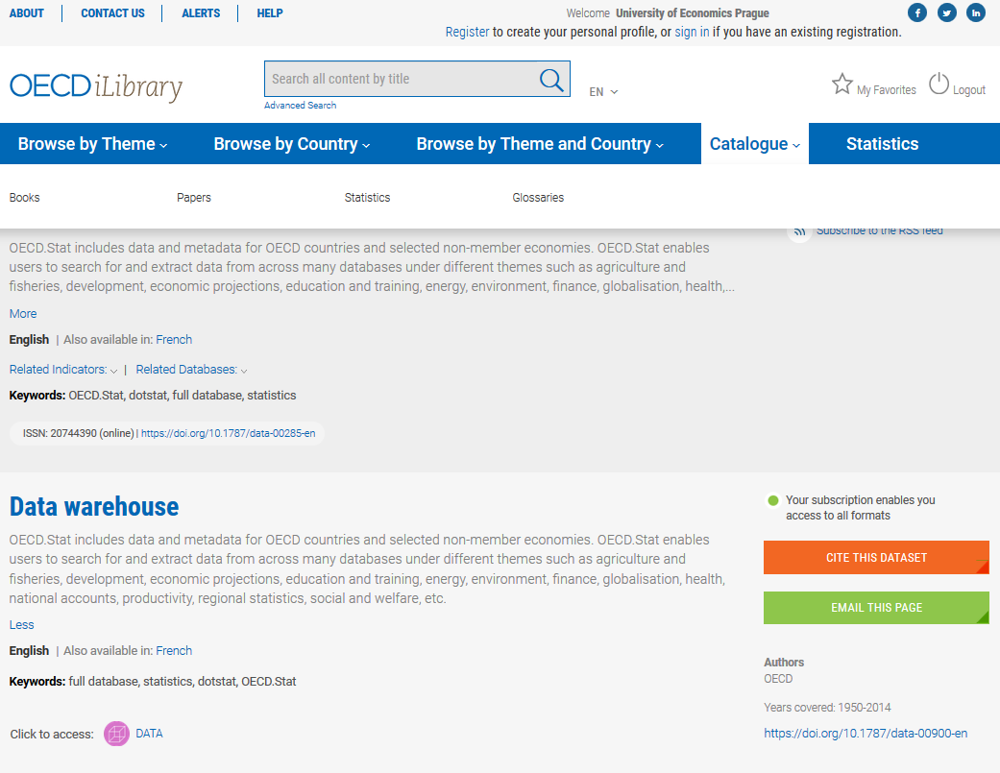 ABOUT CONTACT US ALERTS HELP Welcome University of Economics Prague
Register to create your personal profile, or sign in if you have an existing registration.
OECD iLibrary Search all content by title EN My Favorites Logout
Advanced Search
Browse by Theme Browse by Country Browse by Theme and Country Catalogue Statistics
Books Papers Statistics Glossaries
Subscribe to the RSS feed
OECD.Stat includes data and metadata for OECD countries and selected non-member economies. OECD.Stat enables
users to search for and extract data from across many databases under different themes such as agriculture and
fisheries, development, economic projections, education and training, energy, environment, finance, globalisation, health,...
More
English | Also available in: French
Related Indicators: | Related Databases:
Keywords: OECD.Stat, dotstat, full database, statistics
ISSN: 20744390 (online) | https://doi.org/10.1787/data-00285-en
Data warehouse
OECD.Stat includes data and metadata for OECD countries and selected non-member economies. OECD.Stat enables
users to search for and extract data from across many databases under different themes such as agriculture and
fisheries, development, economic projections, education and training, energy, environment, finance, globalisation, health,
national accounts, productivity, regional statistics, social and welfare, etc.
Less
English | Also available in: French
Keywords: full database, statistics, dotstat, OECD.Stat
Click to access: DATA
Your subscription enables you
access to all formats
CITE THIS DATASET
EMAIL THIS PAGE
Authors
OECD
Years covered: 1950-2014
https://doi.org/10.1787/data-00900-en